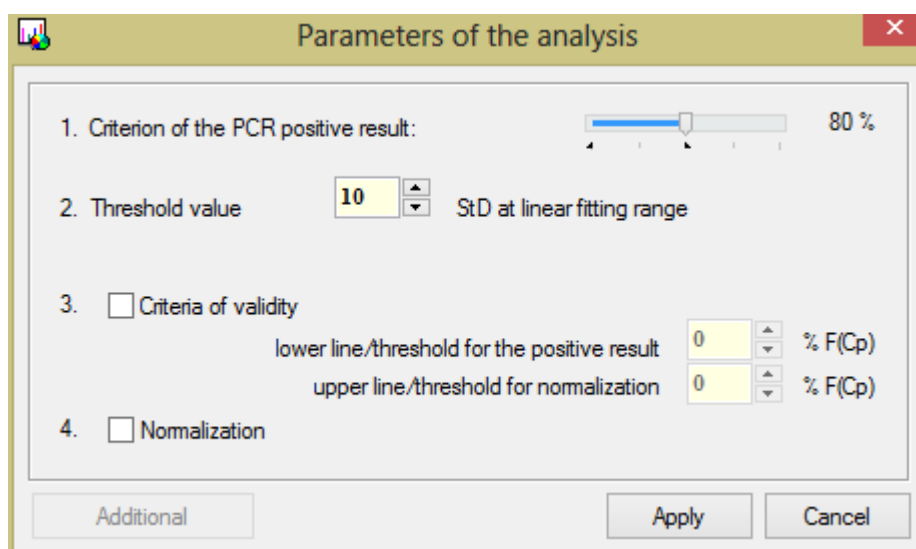 Parameters of the analysis
1. Criterion of the PCR positive result: 80 %
2. Threshold value 10 StD at linear fitting range
3. Criteria of validity
lower line/threshold for the positive result 0 % F(Cp)
upper line/threshold for normalization 0 % F(Cp)
4. Normalization
Additional Apply Cancel